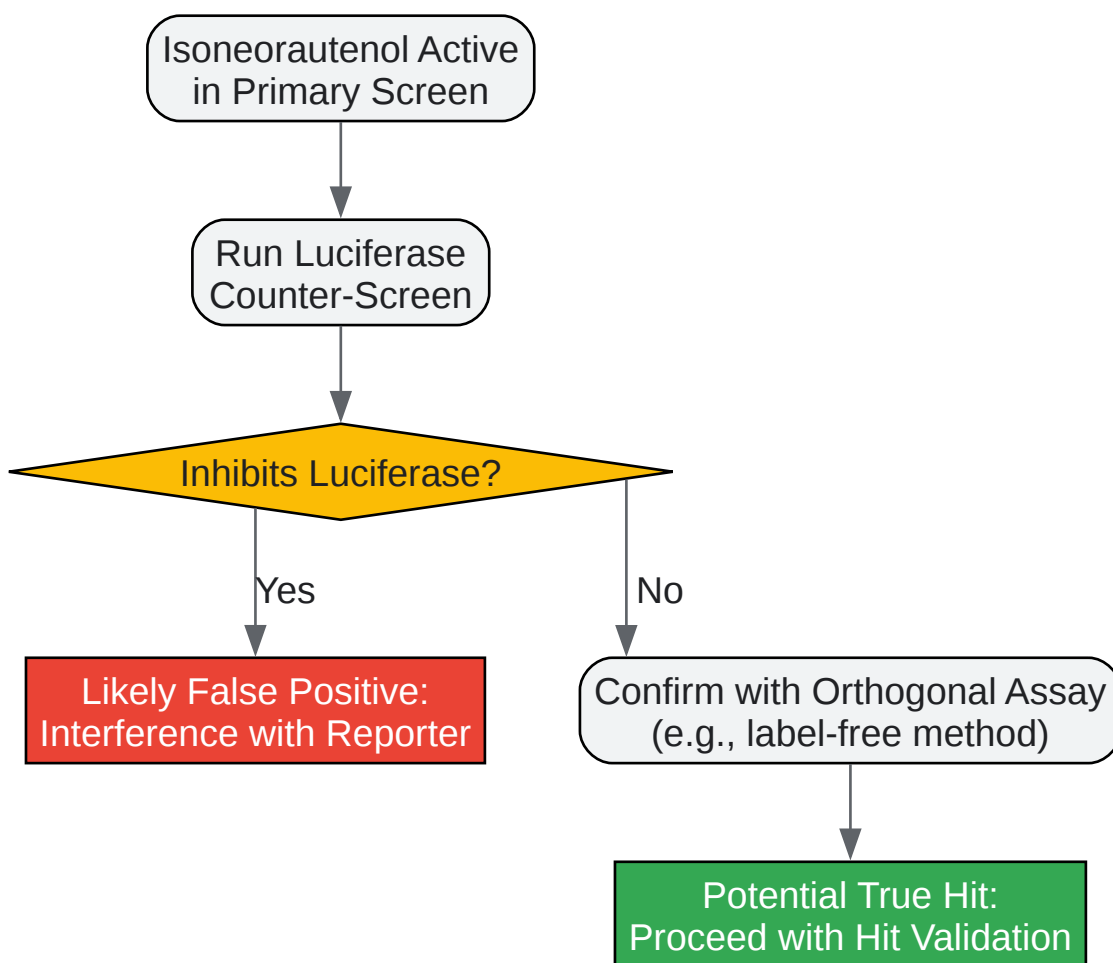 Isoneorautenol Active
in Primary Screen
Run Luciferase
Counter-Screen
Inhibits Luciferase?
Yes
No
Likely False Positive:
Interference with Reporter
Confirm with Orthogonal Assay
(e.g., label-free method)
Potential True Hit:
Proceed with Hit Validation